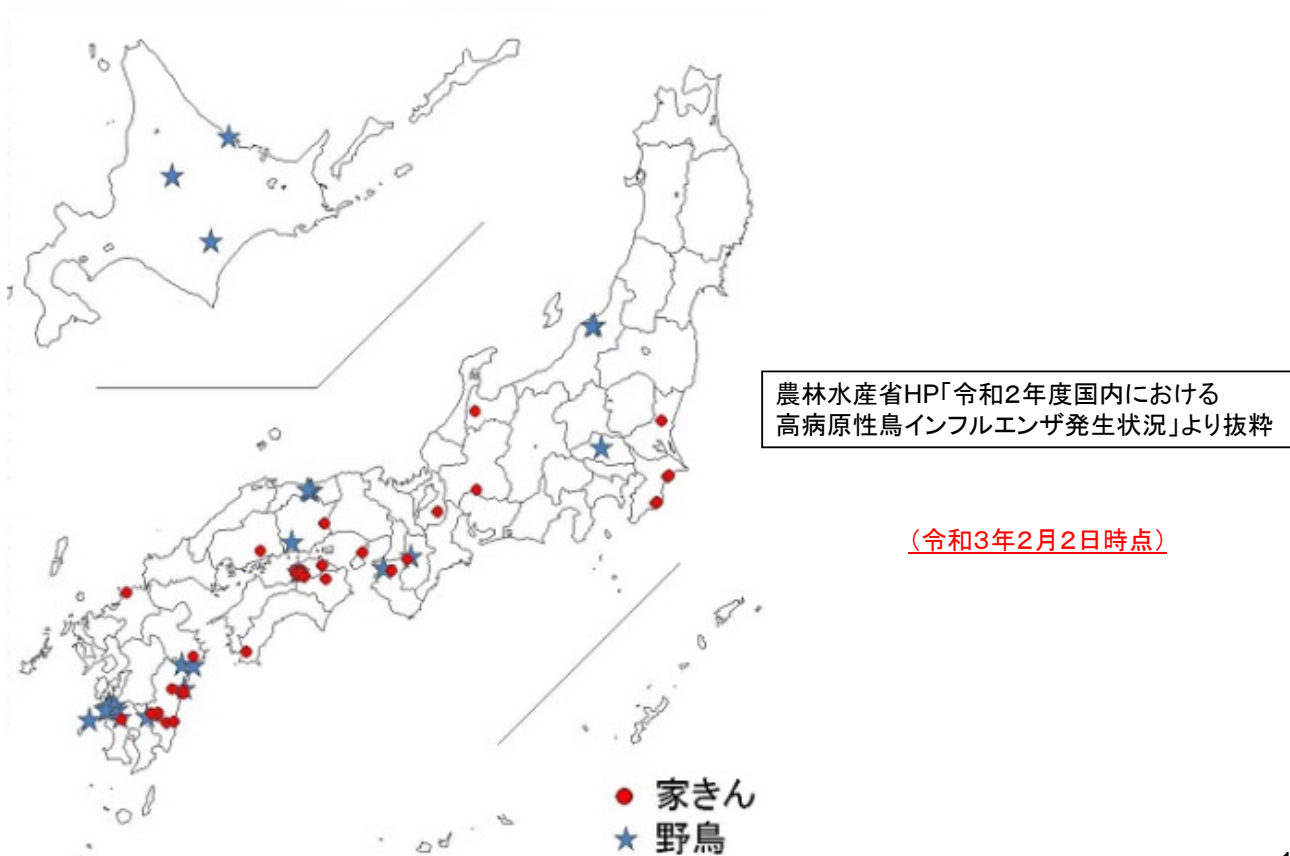 農林水産省HP「令和2年度国内における
高病原性鳥インフルエンザ発生状況」より抜粋
(令和3年2月2日時点)
家きん
野鳥